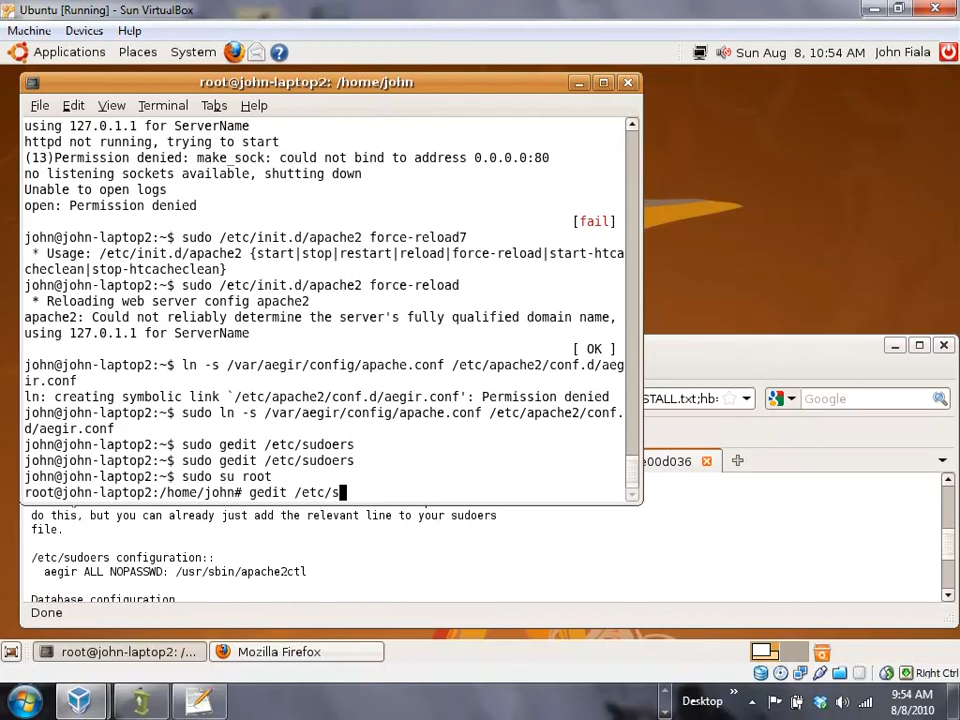 Ubuntu [Running] - Sun VirtualBox
Machine Devices Help
Applications Places System
Sun Aug 8, 10:54 AM John Fiala
root@john-laptop2: /home/john
File Edit View Terminal Tabs Help
using 127.0.1.1 for ServerName
httpd not running, trying to start
(13)Permission denied: make_sock: could not bind to address 0.0.0.0:80
no listening sockets available, shutting down
Unable to open logs
open: Permission denied
[fail]
john@john-laptop2:~$ sudo /etc/init.d/apache2 force-reload7
* Usage: /etc/init.d/apache2 {start|stop|restart|reload|force-reload|start-htca
checlean|stop-htcacheclean}
john@john-laptop2:~$ sudo /etc/init.d/apache2 force-reload
* Reloading web server config apache2
apache2: Could not reliably determine the server's fully qualified domain name,
using 127.0.1.1 for ServerName
[ OK ]
john@john-laptop2:~$ ln -s /var/aegir/config/apache.conf /etc/apache2/conf.d/aeg
ir.conf
ln: creating symbolic link `/etc/apache2/conf.d/aegir.conf': Permission denied
john@john-laptop2:~$ sudo ln -s /var/aegir/config/apache.conf /etc/apache2/conf.
d/aegir.conf
john@john-laptop2:~$ sudo gedit /etc/sudoers
john@john-laptop2:~$ sudo gedit /etc/sudoers
john@john-laptop2:~$ sudo su root
root@john-laptop2:/home/john# gedit /etc/s
STALL.txt;hb
Google
e00d036
do this, but you can already just add the relevant line to your sudoers
file.
/etc/sudoers configuration::
aegir ALL NOPASSWD: /usr/sbin/apache2ctl
Database configuration
Done
root@john-laptop2: /...
Mozilla Firefox
Right Ctrl
Desktop
9:54 AM
8/8/2010